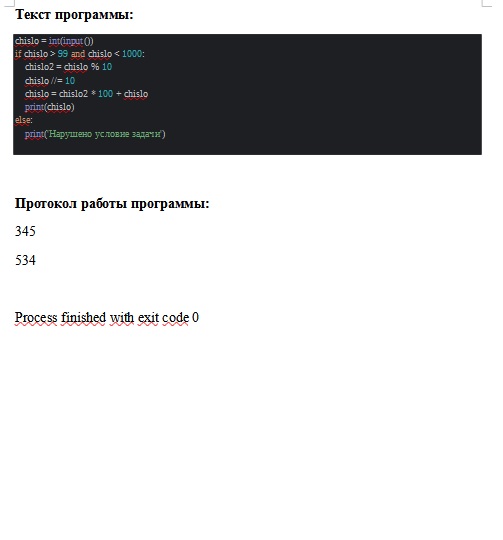 Текст программы:
chislo = int(input())
if chislo > 99 and chislo < 1000:
    chislo2 = chislo % 10
    chislo //= 10
    chislo = chislo2 * 100 + chislo
    print(chislo)
else:
    print('Нарушено условие задачи')
Протокол работы программы:
345
534
Process finished with exit code 0